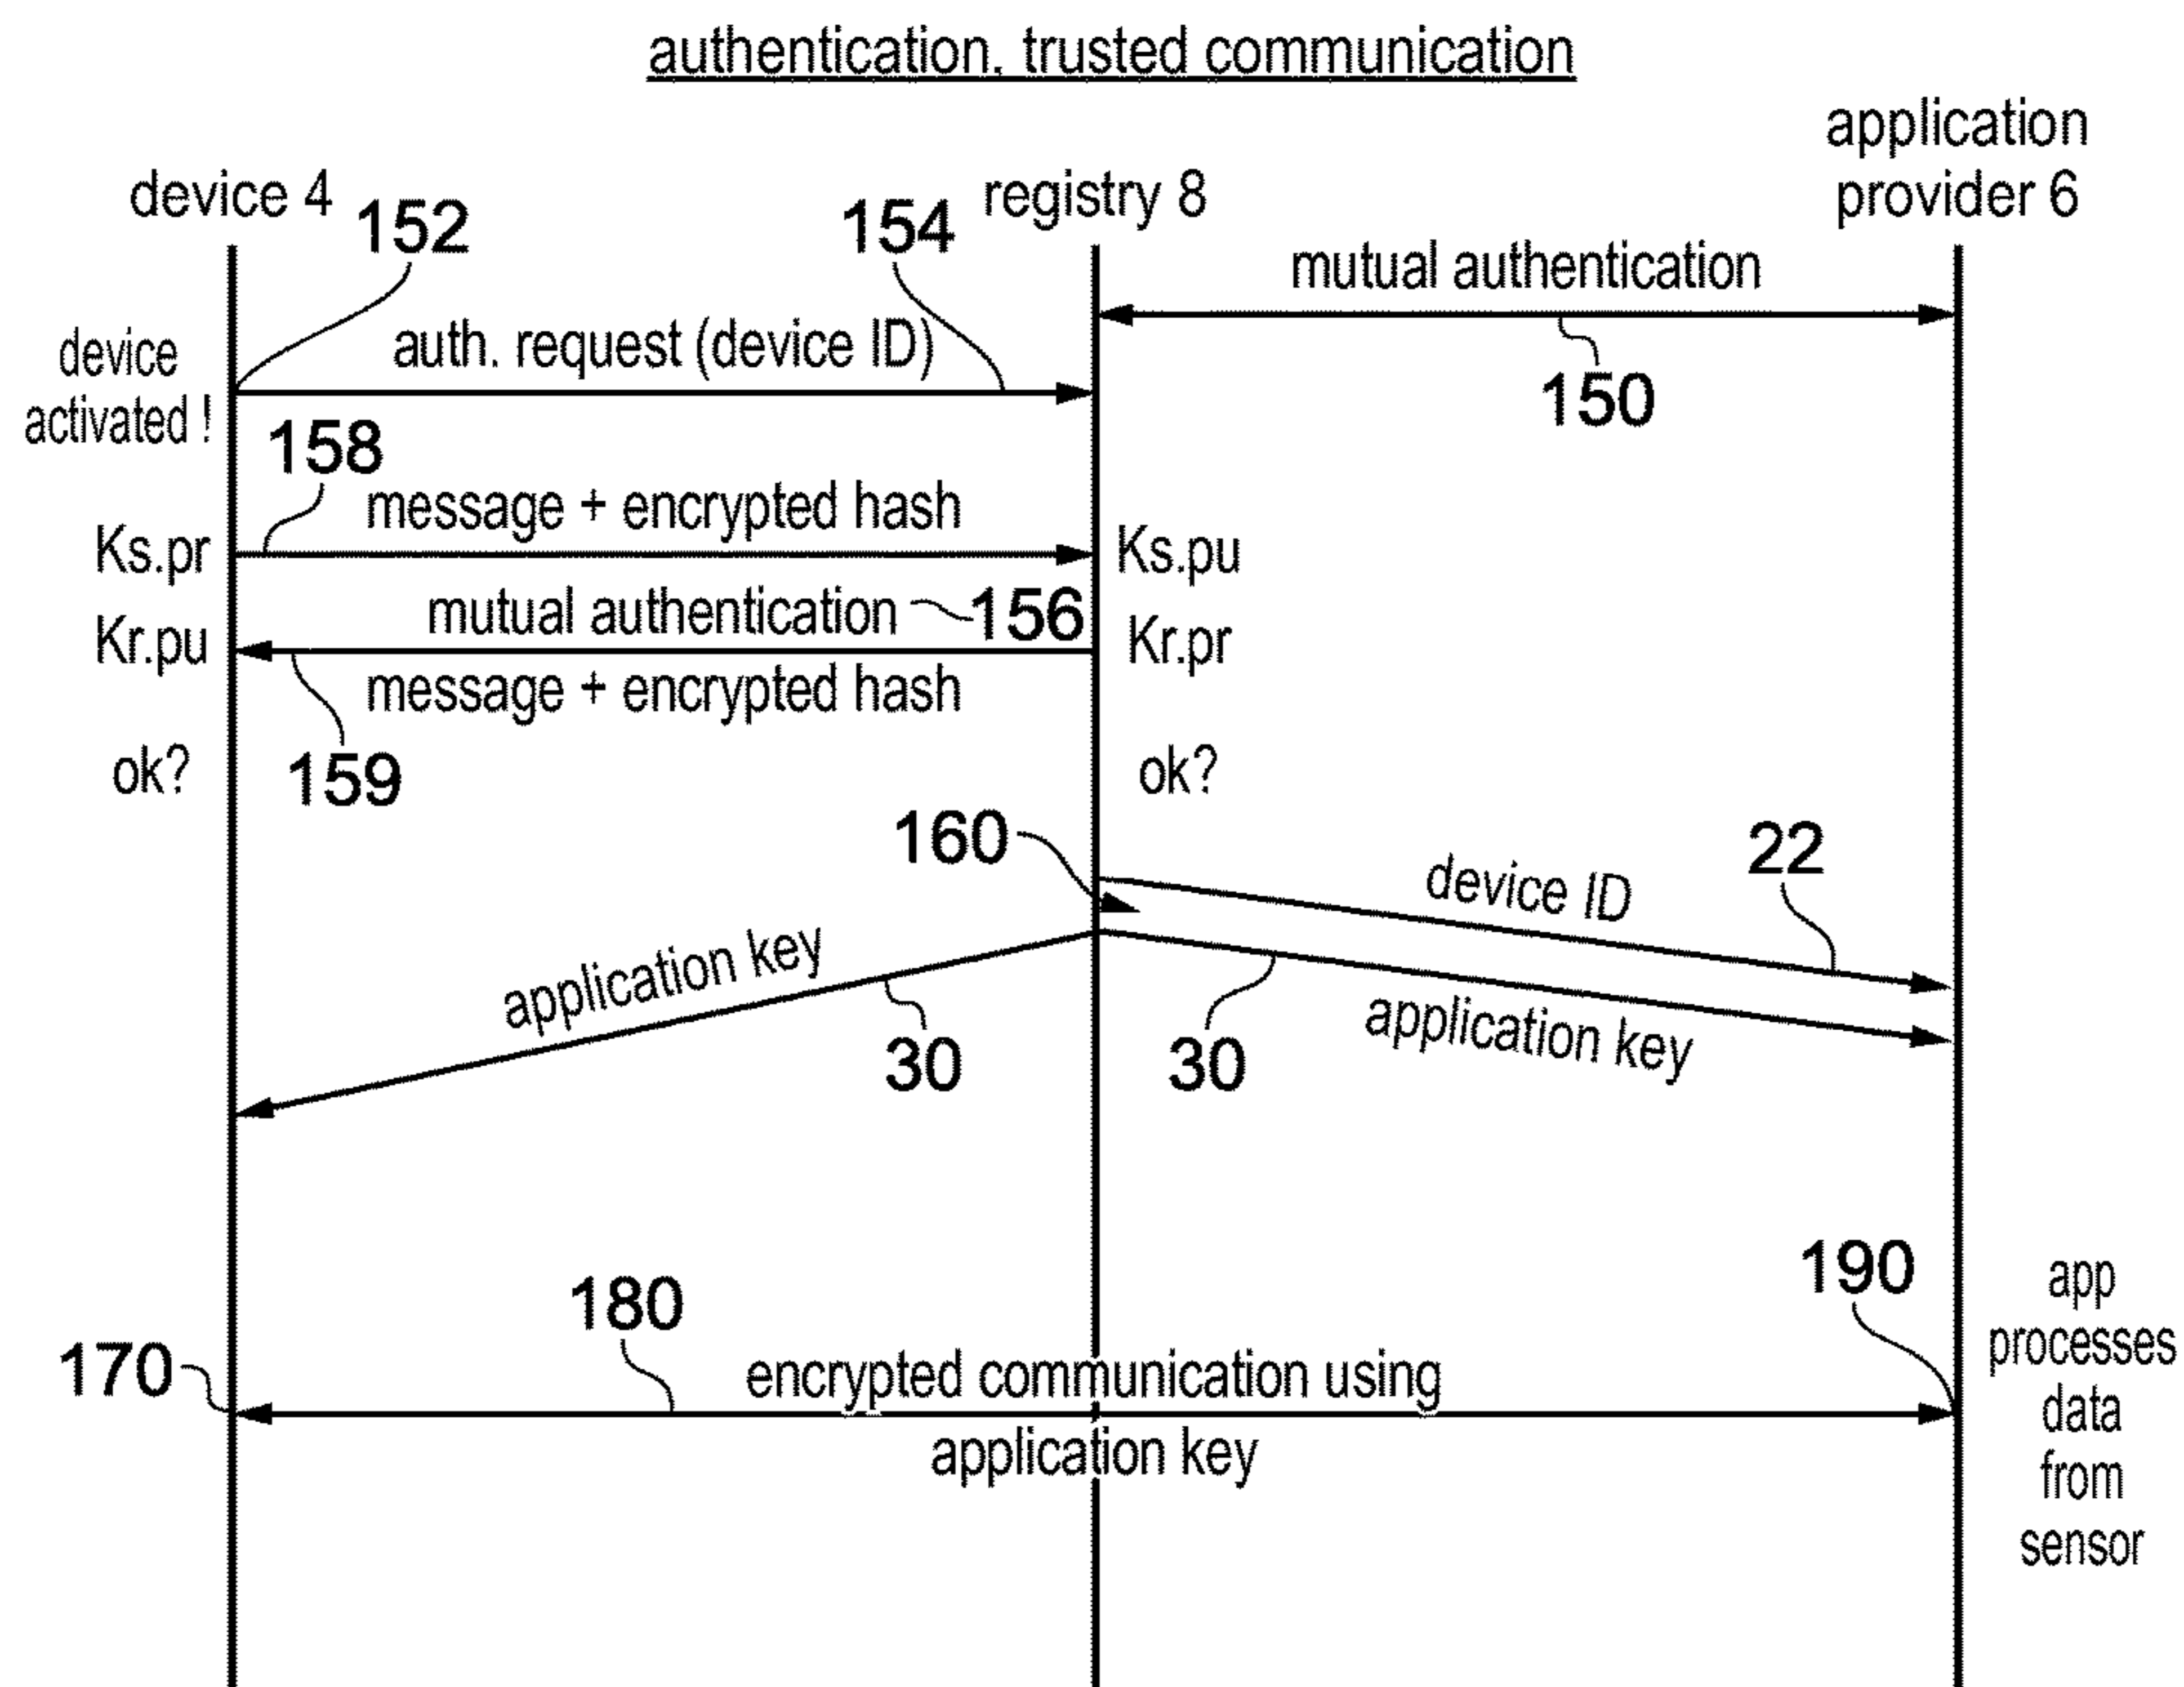 authentication, trusted communication
application
device 4
registry 8
provider 6
152
154
mutual authentication
device
activated !
auth. request (device ID)
150
158
message + encrypted hash
Ks.pr
Ks.pu
mutual authentication
156
Kr.pu
Kr.pr
message + encrypted hash
ok?
159
ok?
160
22
device ID
application key
30
30
application key
190
app
processes
data
from
sensor
180
170
encrypted communication using
application key